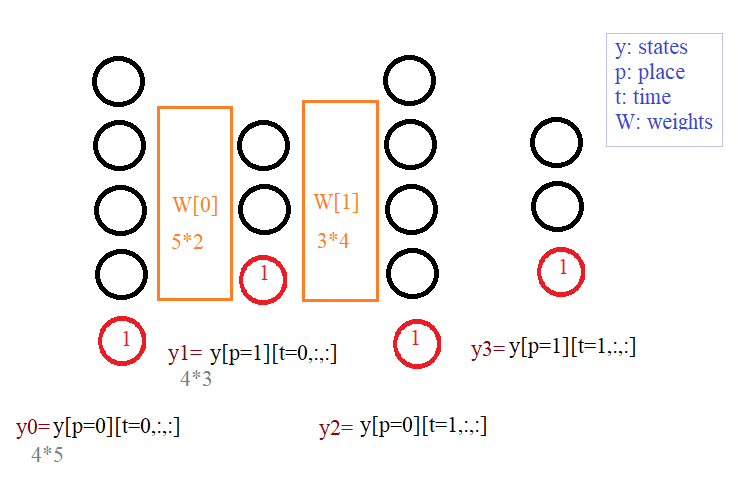 y: states
p: place
t: time
W: weights
W[0]
5*2
W[1]
3*4
1
1
1
1
y1= y[p=1][t=0,:,:]
4*3
y3= y[p=1][t=1,:,:]
y0= y[p=0][t=0,:,:]
4*5
y2= y[p=0][t=1,:,:]